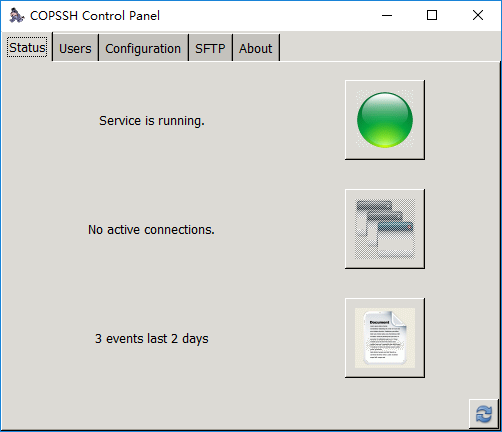 COPSSH Control Panel
Status Users Configuration SFTP About
Service is running.
No active connections.
3 events last 2 days
Document